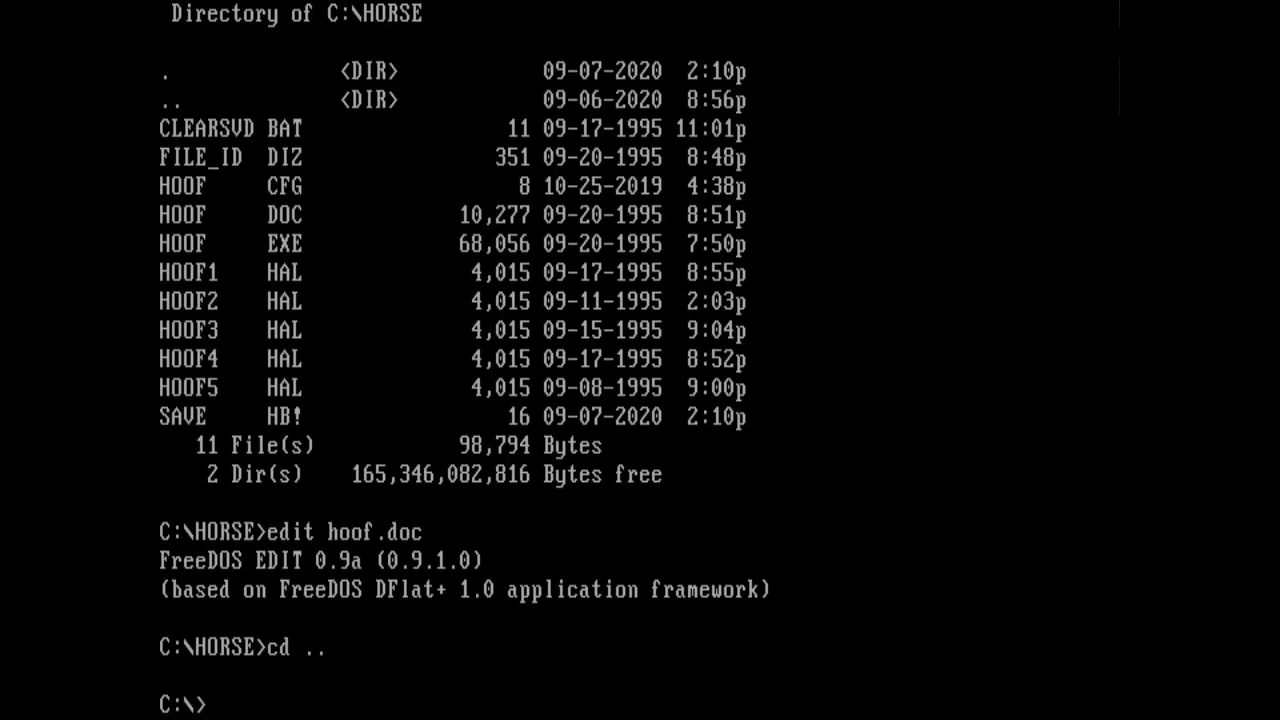 Directory of C:\HORSE
. <DIR> 09-07-2020 2:10p
.. <DIR> 09-06-2020 8:56p
CLEARSVD BAT 11 09-17-1995 11:01p
FILE_ID DIZ 351 09-20-1995 8:48p
HOOF CFG 8 10-25-2019 4:38p
HOOF DOC 10,277 09-20-1995 8:51p
HOOF EXE 68,056 09-20-1995 7:50p
HOOF1 HAL 4,015 09-17-1995 8:55p
HOOF2 HAL 4,015 09-11-1995 2:03p
HOOF3 HAL 4,015 09-15-1995 9:04p
HOOF4 HAL 4,015 09-17-1995 8:52p
HOOF5 HAL 4,015 09-08-1995 9:00p
SAVE HB! 16 09-07-2020 2:10p
11 File(s) 98,794 Bytes
2 Dir(s) 165,346,082,816 Bytes free
C:\HORSE>edit hoof.doc
FreeDOS EDIT 0.9a (0.9.1.0)
(based on FreeDOS DFlat+ 1.0 application framework)
C:\HORSE>cd ..
C:\>